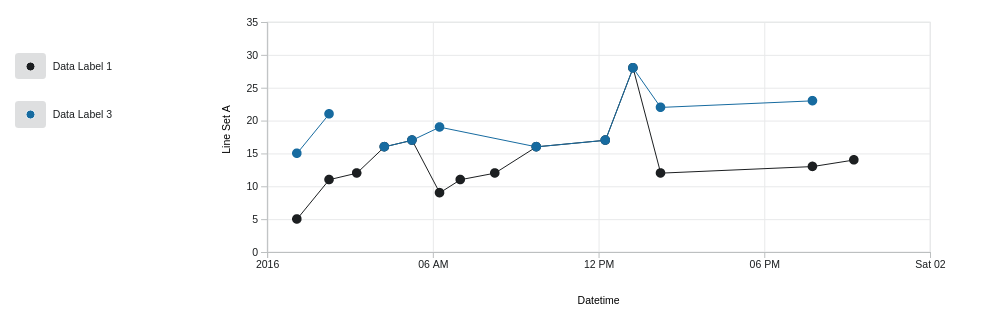 Data Label 1
Data Label 3
Line Set A
35
30
25
20
15
10
5
0
2016
06 AM
12 PM
06 PM
Sat 02
Datetime